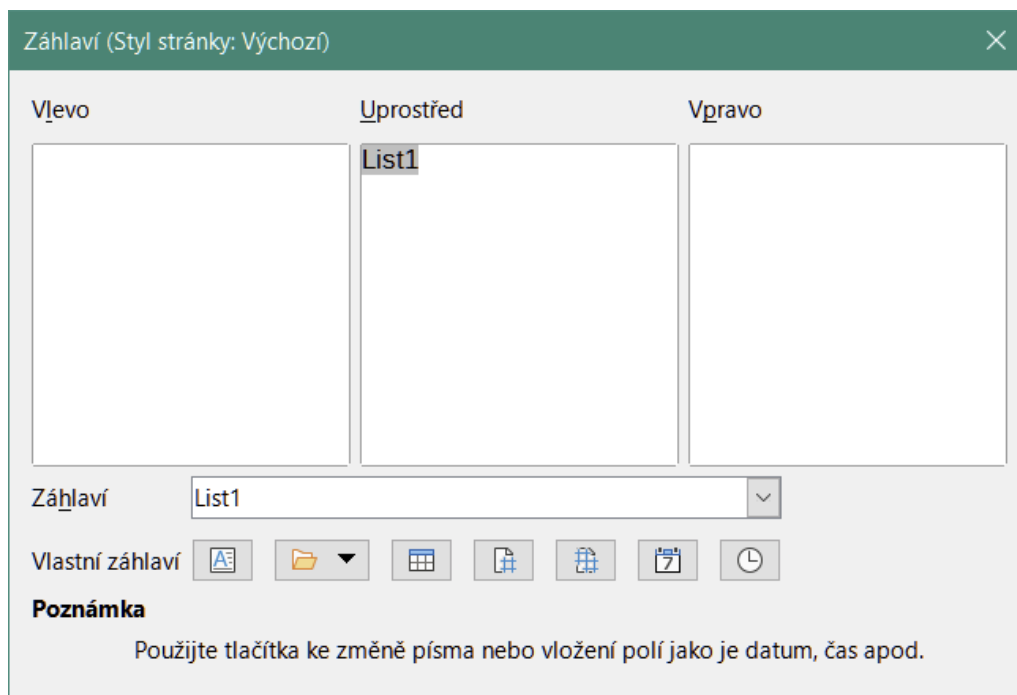 Záhlaví (Styl stránky: Výchozí)
Vlevo Uprostřed Vpravo
List1
Záhlaví List1
Vlastní záhlaví
Poznámka
Použijte tlačítka ke změně písma nebo vložení polí jako je datum, čas apod.